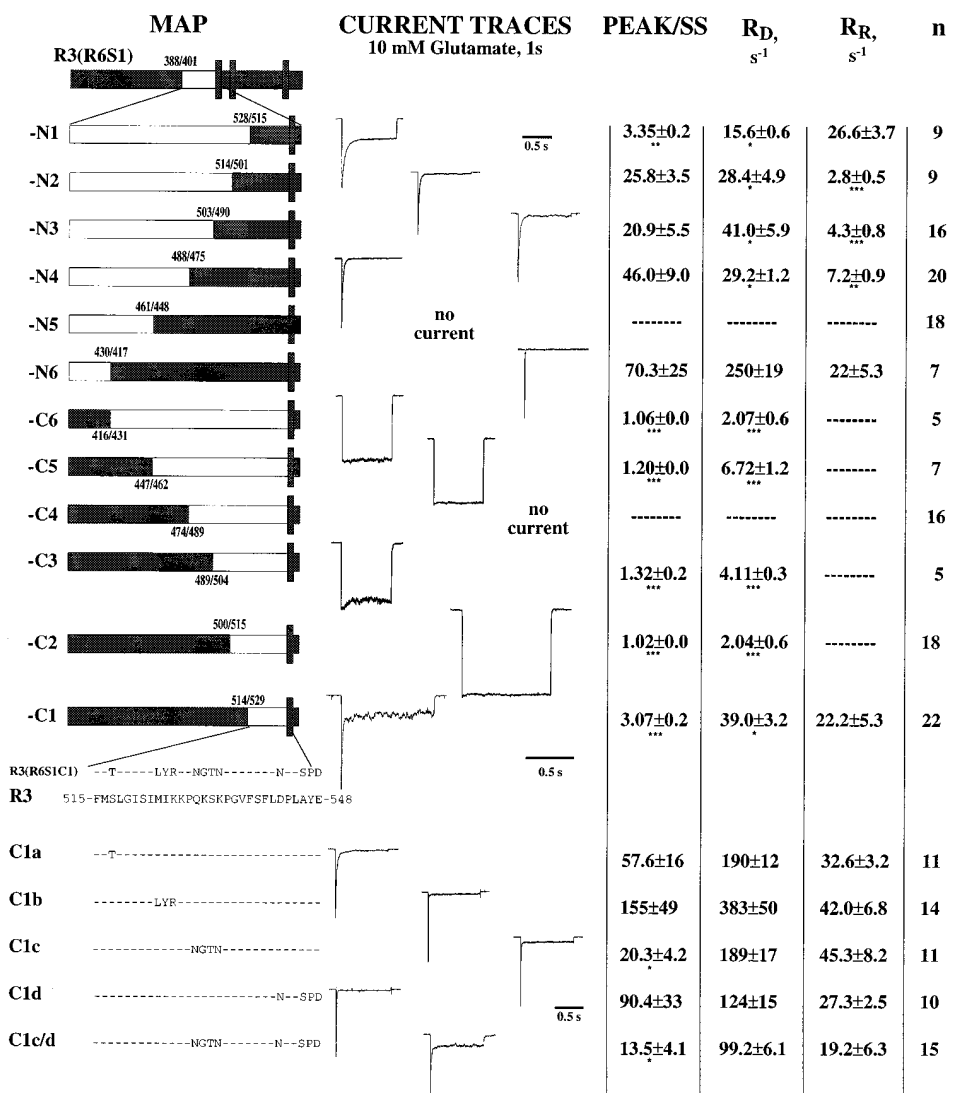 MAP CURRENT TRACES PEAK/SS R_D, R_R, n
10 mM Glutamate, 1s s⁻¹ s⁻¹
R3(R6S1) 388/401
-N1 528/515 0.5 s 3.35±0.2 15.6±0.6 26.6±3.7 9
** *
-N2 514/501 25.8±3.5 28.4±4.9 2.8±0.5 9
* ***
-N3 503/490 20.9±5.5 41.0±5.9 4.3±0.8 16
* ***
-N4 488/475 46.0±9.0 29.2±1.2 7.2±0.9 20
* **
-N5 461/448 no current -------- -------- -------- 18
-N6 430/417 70.3±25 250±19 22±5.3 7
-C6 416/431 1.06±0.0 2.07±0.6 -------- 5
*** ***
-C5 447/462 1.20±0.0 6.72±1.2 -------- 7
*** ***
-C4 474/489 no current -------- -------- -------- 16
-C3 489/504 1.32±0.2 4.11±0.3 -------- 5
*** ***
-C2 500/515 1.02±0.0 2.04±0.6 -------- 18
*** ***
-C1 514/529 3.07±0.2 39.0±3.2 22.2±5.3 22
*** *
R3(R6S1C1) --T------LYR--NGTN-------N--SPD 0.5 s
R3 515-FMSLGISIMIKKPQKSKPGVFSFLDPLAYE-548
C1a --T--------------------------- 57.6±16 190±12 32.6±3.2 11
C1b ---------LYR------------------ 155±49 383±50 42.0±6.8 14
C1c --------------NGTN------------ 20.3±4.2 189±17 45.3±8.2 11
*
C1d -------------------------N--SPD 0.5 s 90.4±33 124±15 27.3±2.5 10
C1c/d --------------NGTN-------N--SPD 13.5±4.1 99.2±6.1 19.2±6.3 15
*